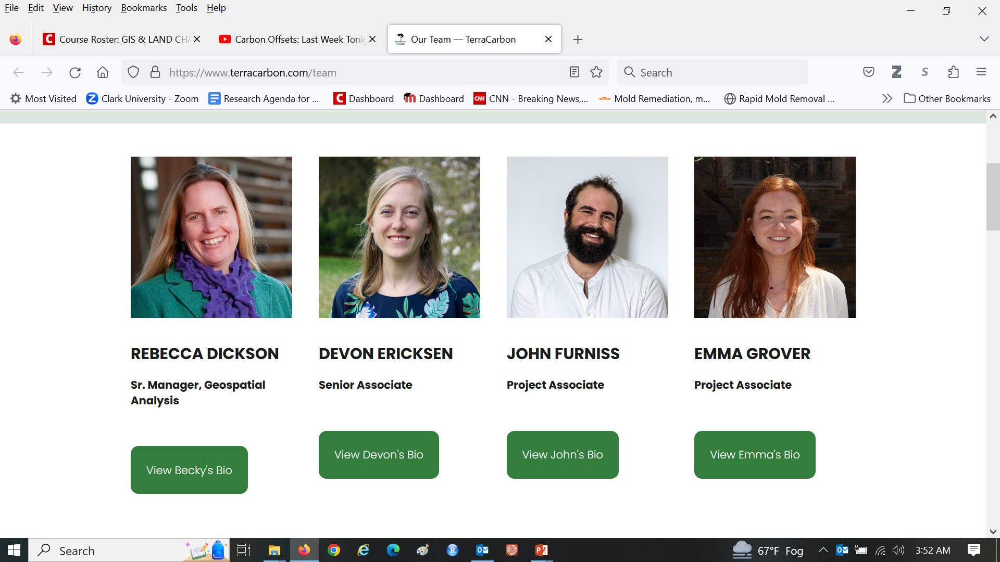 File Edit View History Bookmarks Tools Help
Course Roster: GIS & LAND CHA
Carbon Offsets: Last Week Tonig
Our Team — TerraCarbon
https://www.terracarbon.com/team
Search
Most Visited
Clark University - Zoom
Research Agenda for ...
Dashboard
Dashboard
CNN - Breaking News,...
Mold Remediation, m...
Rapid Mold Removal ...
Other Bookmarks
REBECCA DICKSON
Sr. Manager, Geospatial
Analysis
View Becky's Bio
DEVON ERICKSEN
Senior Associate
View Devon's Bio
JOHN FURNISS
Project Associate
View John's Bio
EMMA GROVER
Project Associate
View Emma's Bio
Search
67°F Fog
3:52 AM